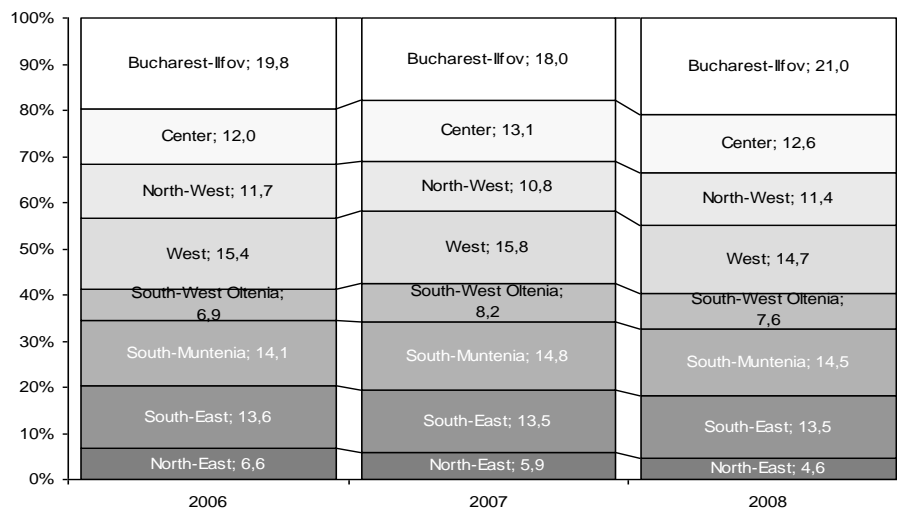 100%
90%
80%
70%
60%
50%
40%
30%
20%
10%
0%
Bucharest-Ilfov; 19,8
Center; 12,0
North-West; 11,7
West; 15,4
South-West Oltenia;
6,9
South-Muntenia; 14,1
South-East; 13,6
North-East; 6,6
Bucharest-Ilfov; 18,0
Center; 13,1
North-West; 10,8
West; 15,8
South-West Oltenia;
8,2
South-Muntenia; 14,8
South-East; 13,5
North-East; 5,9
Bucharest-Ilfov; 21,0
Center; 12,6
North-West; 11,4
West; 14,7
South-West Oltenia;
7,6
South-Muntenia; 14,5
South-East; 13,5
North-East; 4,6
2006
2007
2008